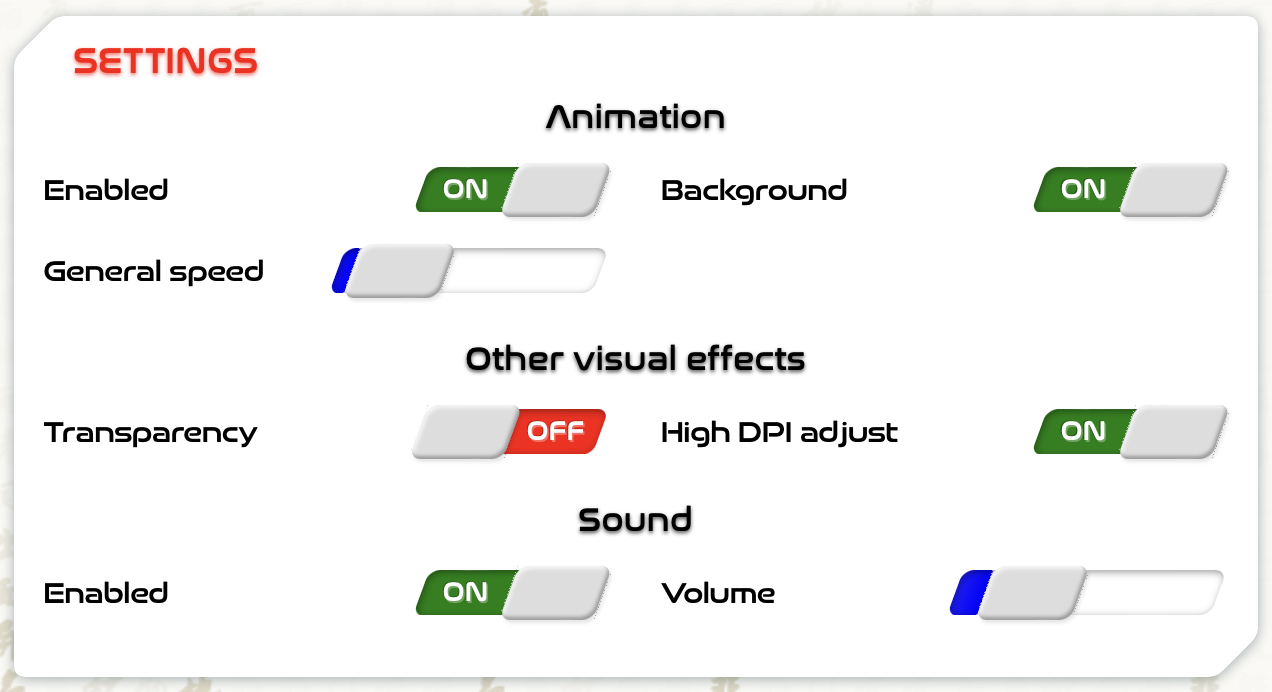 SETTINGS
Animation
Enabled ON Background ON
General speed
Other visual effects
Transparency OFF High DPI adjust ON
Sound
Enabled ON Volume